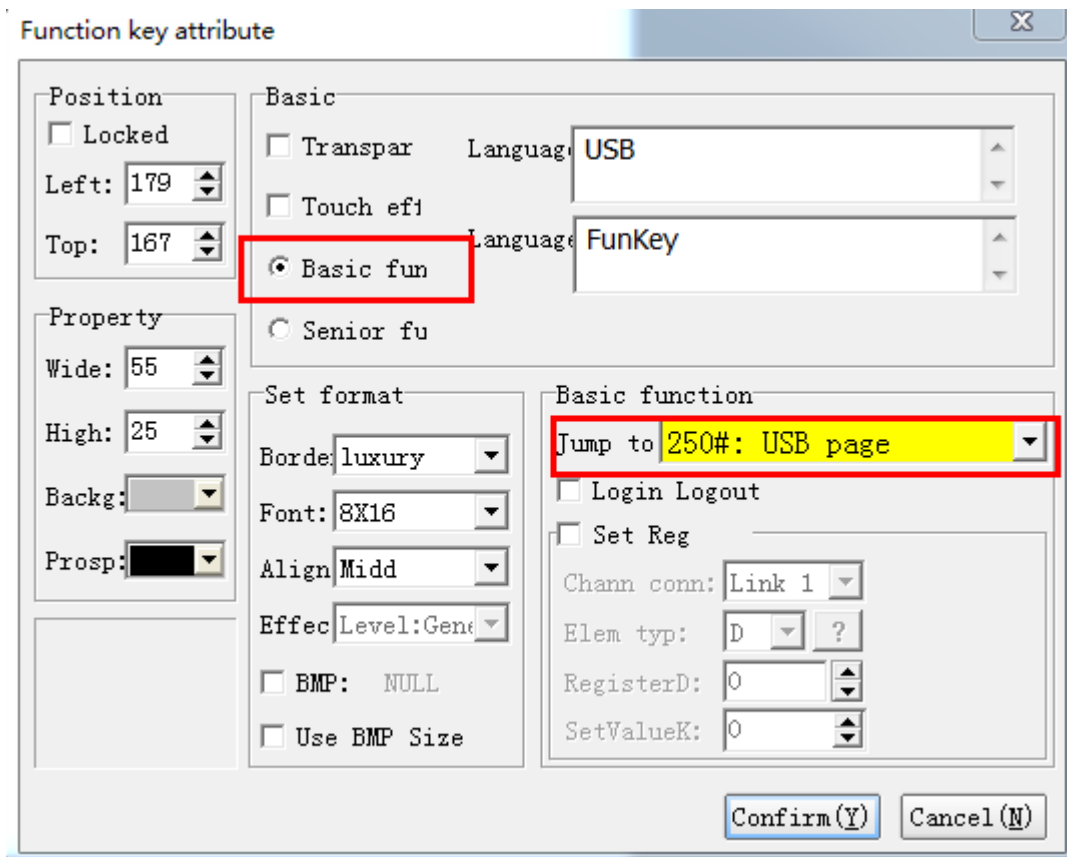 Function key attribute
Position
Locked
Left: 179
Top: 167
Property
Wide: 55
High: 25
Backg:
Prosp:
Basic
Transpar
Touch ef
Basic fun
Senior fu
Languag USB
Language FunKey
Set format
Borde luxury
Font: 8X16
Align Midd
Effec Level:Gene
BMP: NULL
Use BMP Size
Basic function
Jump to 250#: USB page
Login Logout
Set Reg
Chann conn: Link 1
Elem typ: D ?
RegisterD: 0
SetValueK: 0
Confirm(Y) Cancel(N)